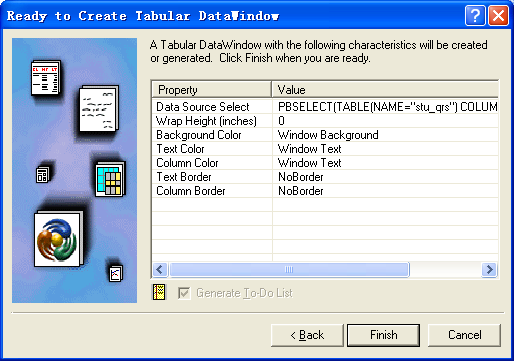 Ready to Create Tabular DataWindow
A Tabular DataWindow with the following characteristics will be created
or generated. Click Finish when you are ready.
Property Value
Data Source Select PBSELECT(TABLE(NAME="stu_qrs") COLUM
Wrap Height (inches) 0
Background Color Window Background
Text Color Window Text
Column Color Window Text
Text Border NoBorder
Column Border NoBorder
Generate To-Do List
< Back Finish Cancel